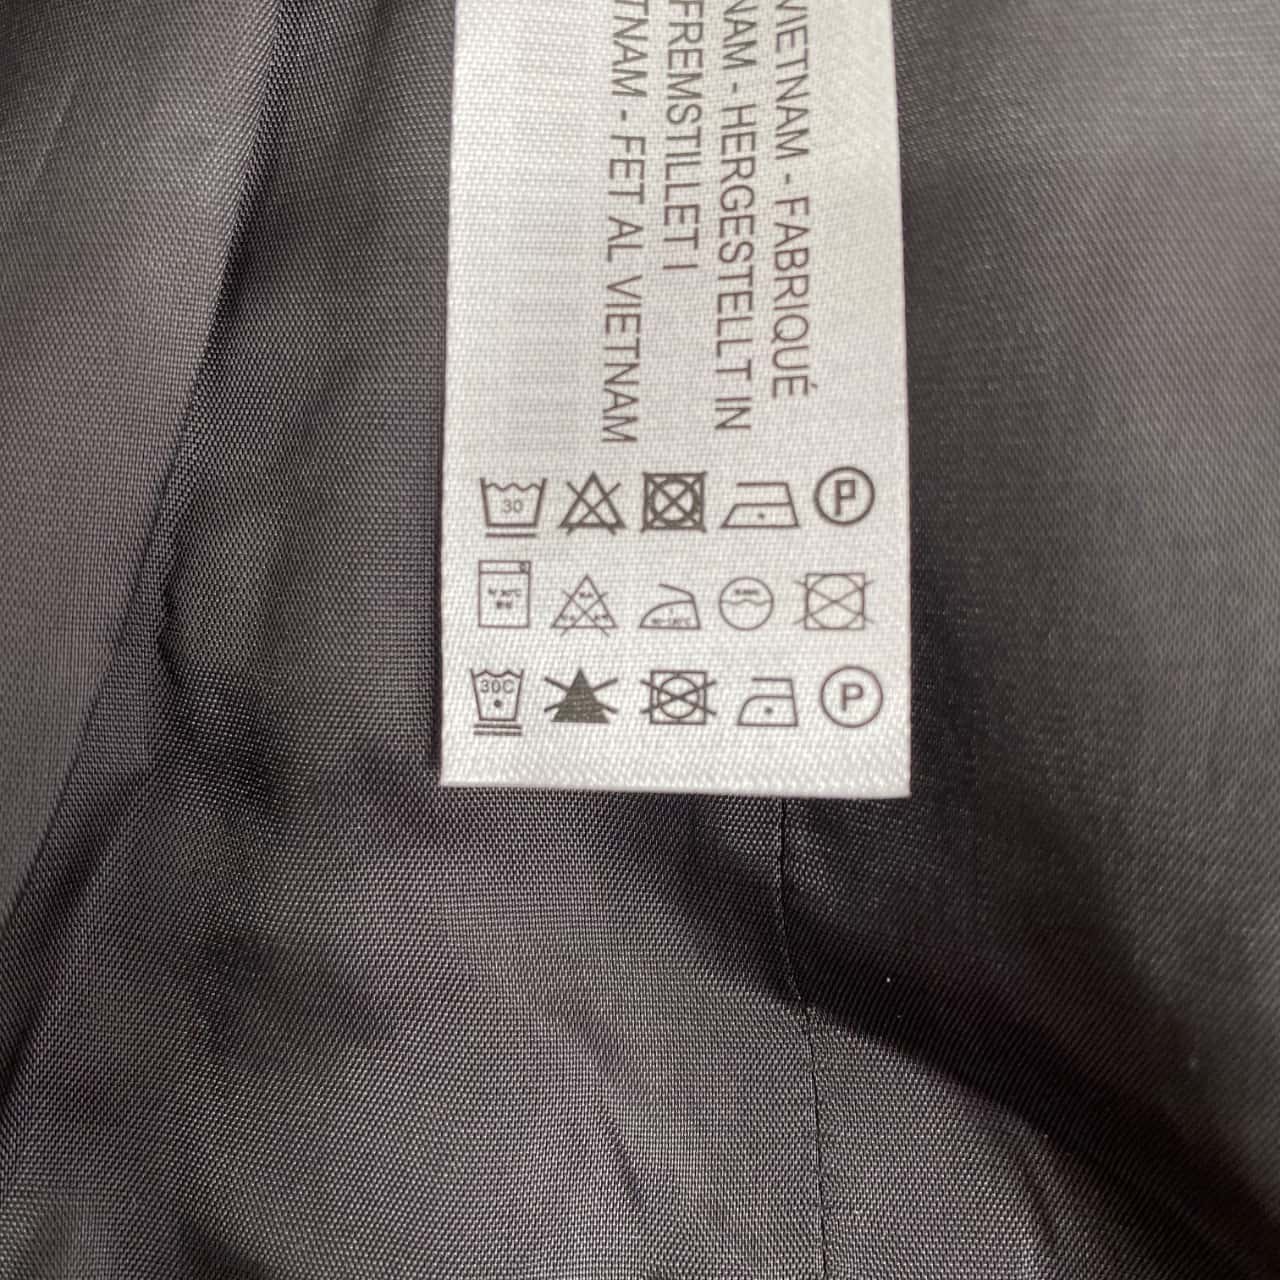 VIETNAM - FABRIQUÉ
NAM - HERGESTELLT IN
FREMSTILLET I
TNAM - FET AL VIETNAM
30
P
30C
P